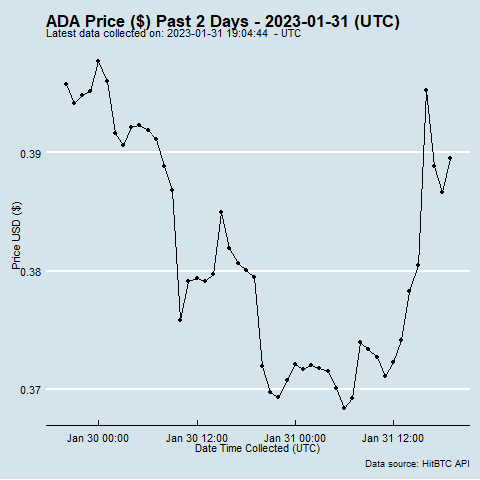 ADA Price ($) Past 2 Days - 2023-01-31 (UTC)
Latest data collected on: 2023-01-31 19:04:44 - UTC
Price USD ($)
0.39
0.38
0.37
Jan 30 00:00
Jan 30 12:00
Jan 31 00:00
Jan 31 12:00
Date Time Collected (UTC)
Data source: HitBTC API